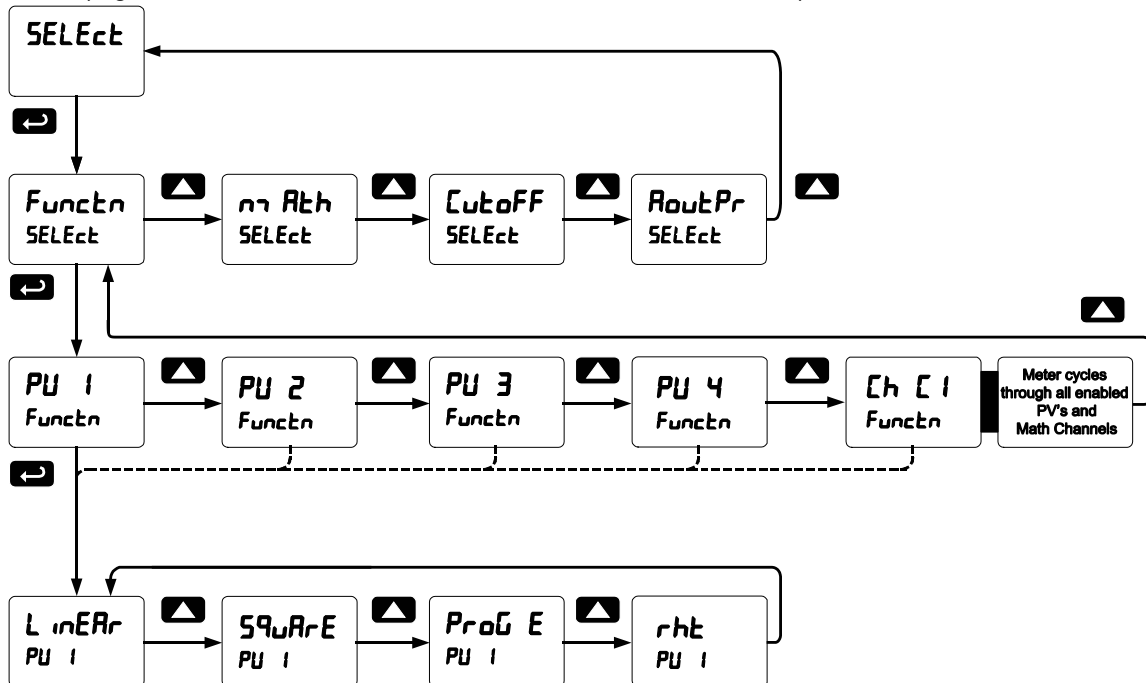 SELEct
Functn
SELEct
mAth
SELEct
CutoFF
SELEct
AoutPr
SELEct
PV 1
Functn
PV 2
Functn
PV 3
Functn
PV 4
Functn
Ch C1
Functn
Meter cycles
through all enabled
PV's and
Math Channels
LinEAr
PV 1
SquArE
PV 1
ProG E
PV 1
rht
PV 1